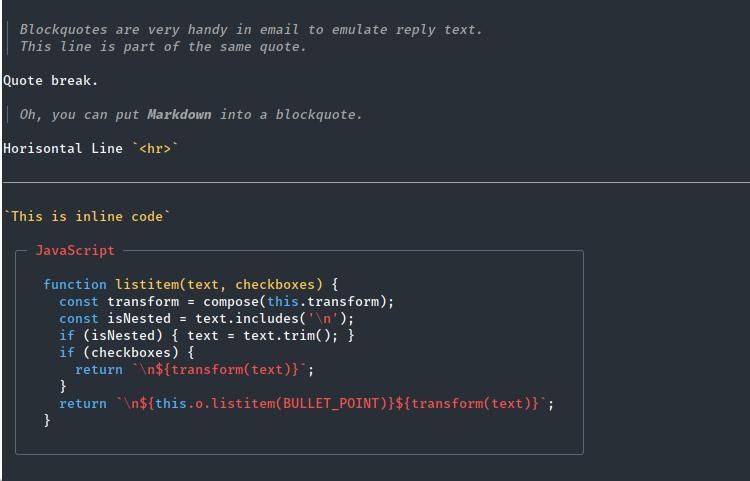 Blockquotes are very handy in email to emulate reply text.
This line is part of the same quote.
Quote break.
Oh, you can put Markdown into a blockquote.
Horisontal Line `<hr>`
`This is inline code`
JavaScript
function listitem(text, checkboxes) {
  const transform = compose(this.transform);
  const isNested = text.includes('\n');
  if (isNested) { text = text.trim(); }
  if (checkboxes) {
    return `\n${transform(text)}`;
  }
  return `\n${this.o.listitem(BULLET_POINT)}${transform(text)}`;
}